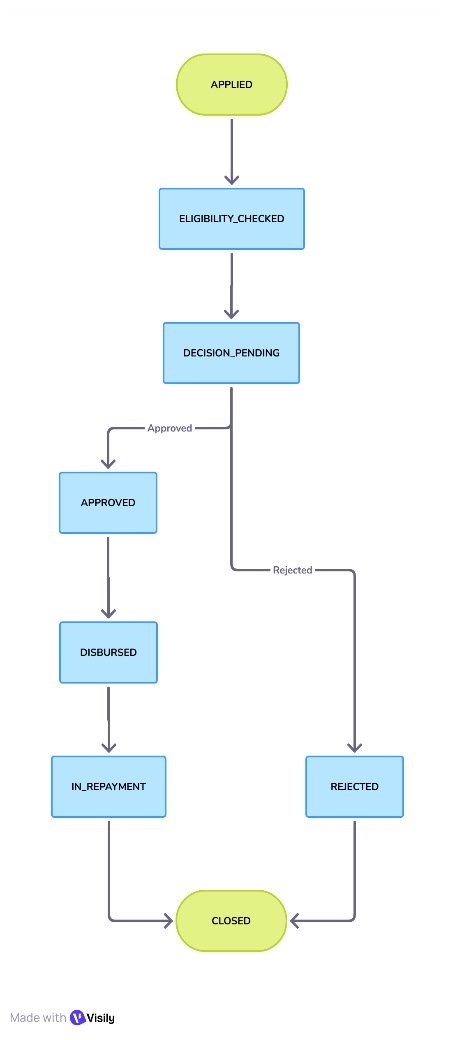 APPLIED
ELIGIBILITY_CHECKED
DECISION_PENDING
Approved
APPROVED
Rejected
DISBURSED
IN_REPAYMENT
REJECTED
CLOSED
Made with Visily